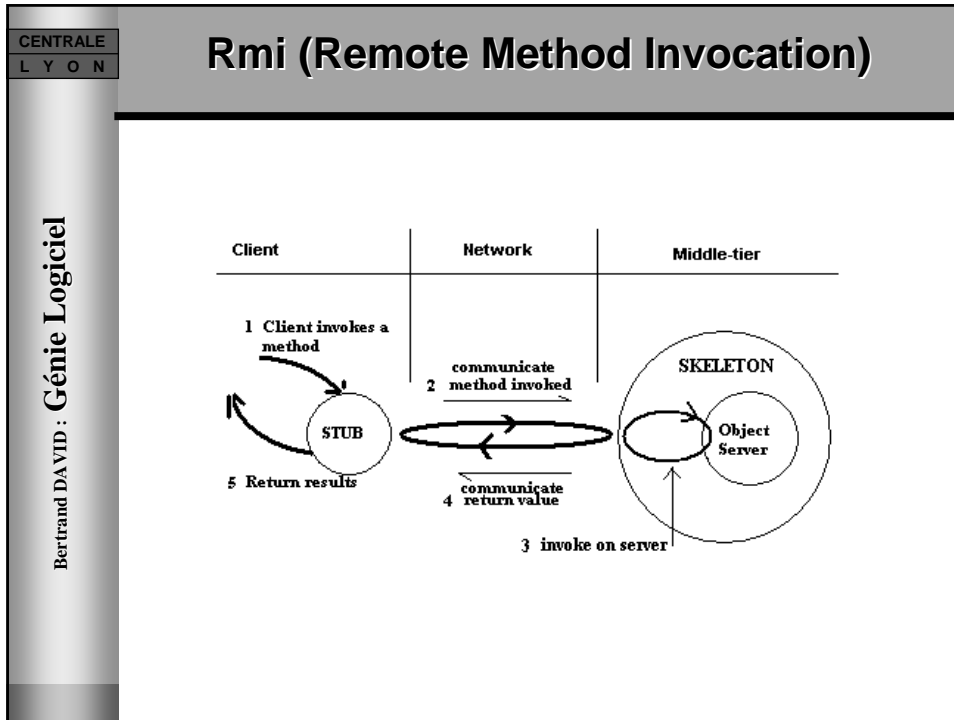 CENTRALE
L Y O N
Rmi (Remote Method Invocation)
Bertrand DAVID : Génie Logiciel
Client
Network
Middle-tier
1 Client invokes a
method
communicate
2 method invoked
SKELETON
STUB
Object
Server
5 Return results
communicate
4 return value
3 invoke on server